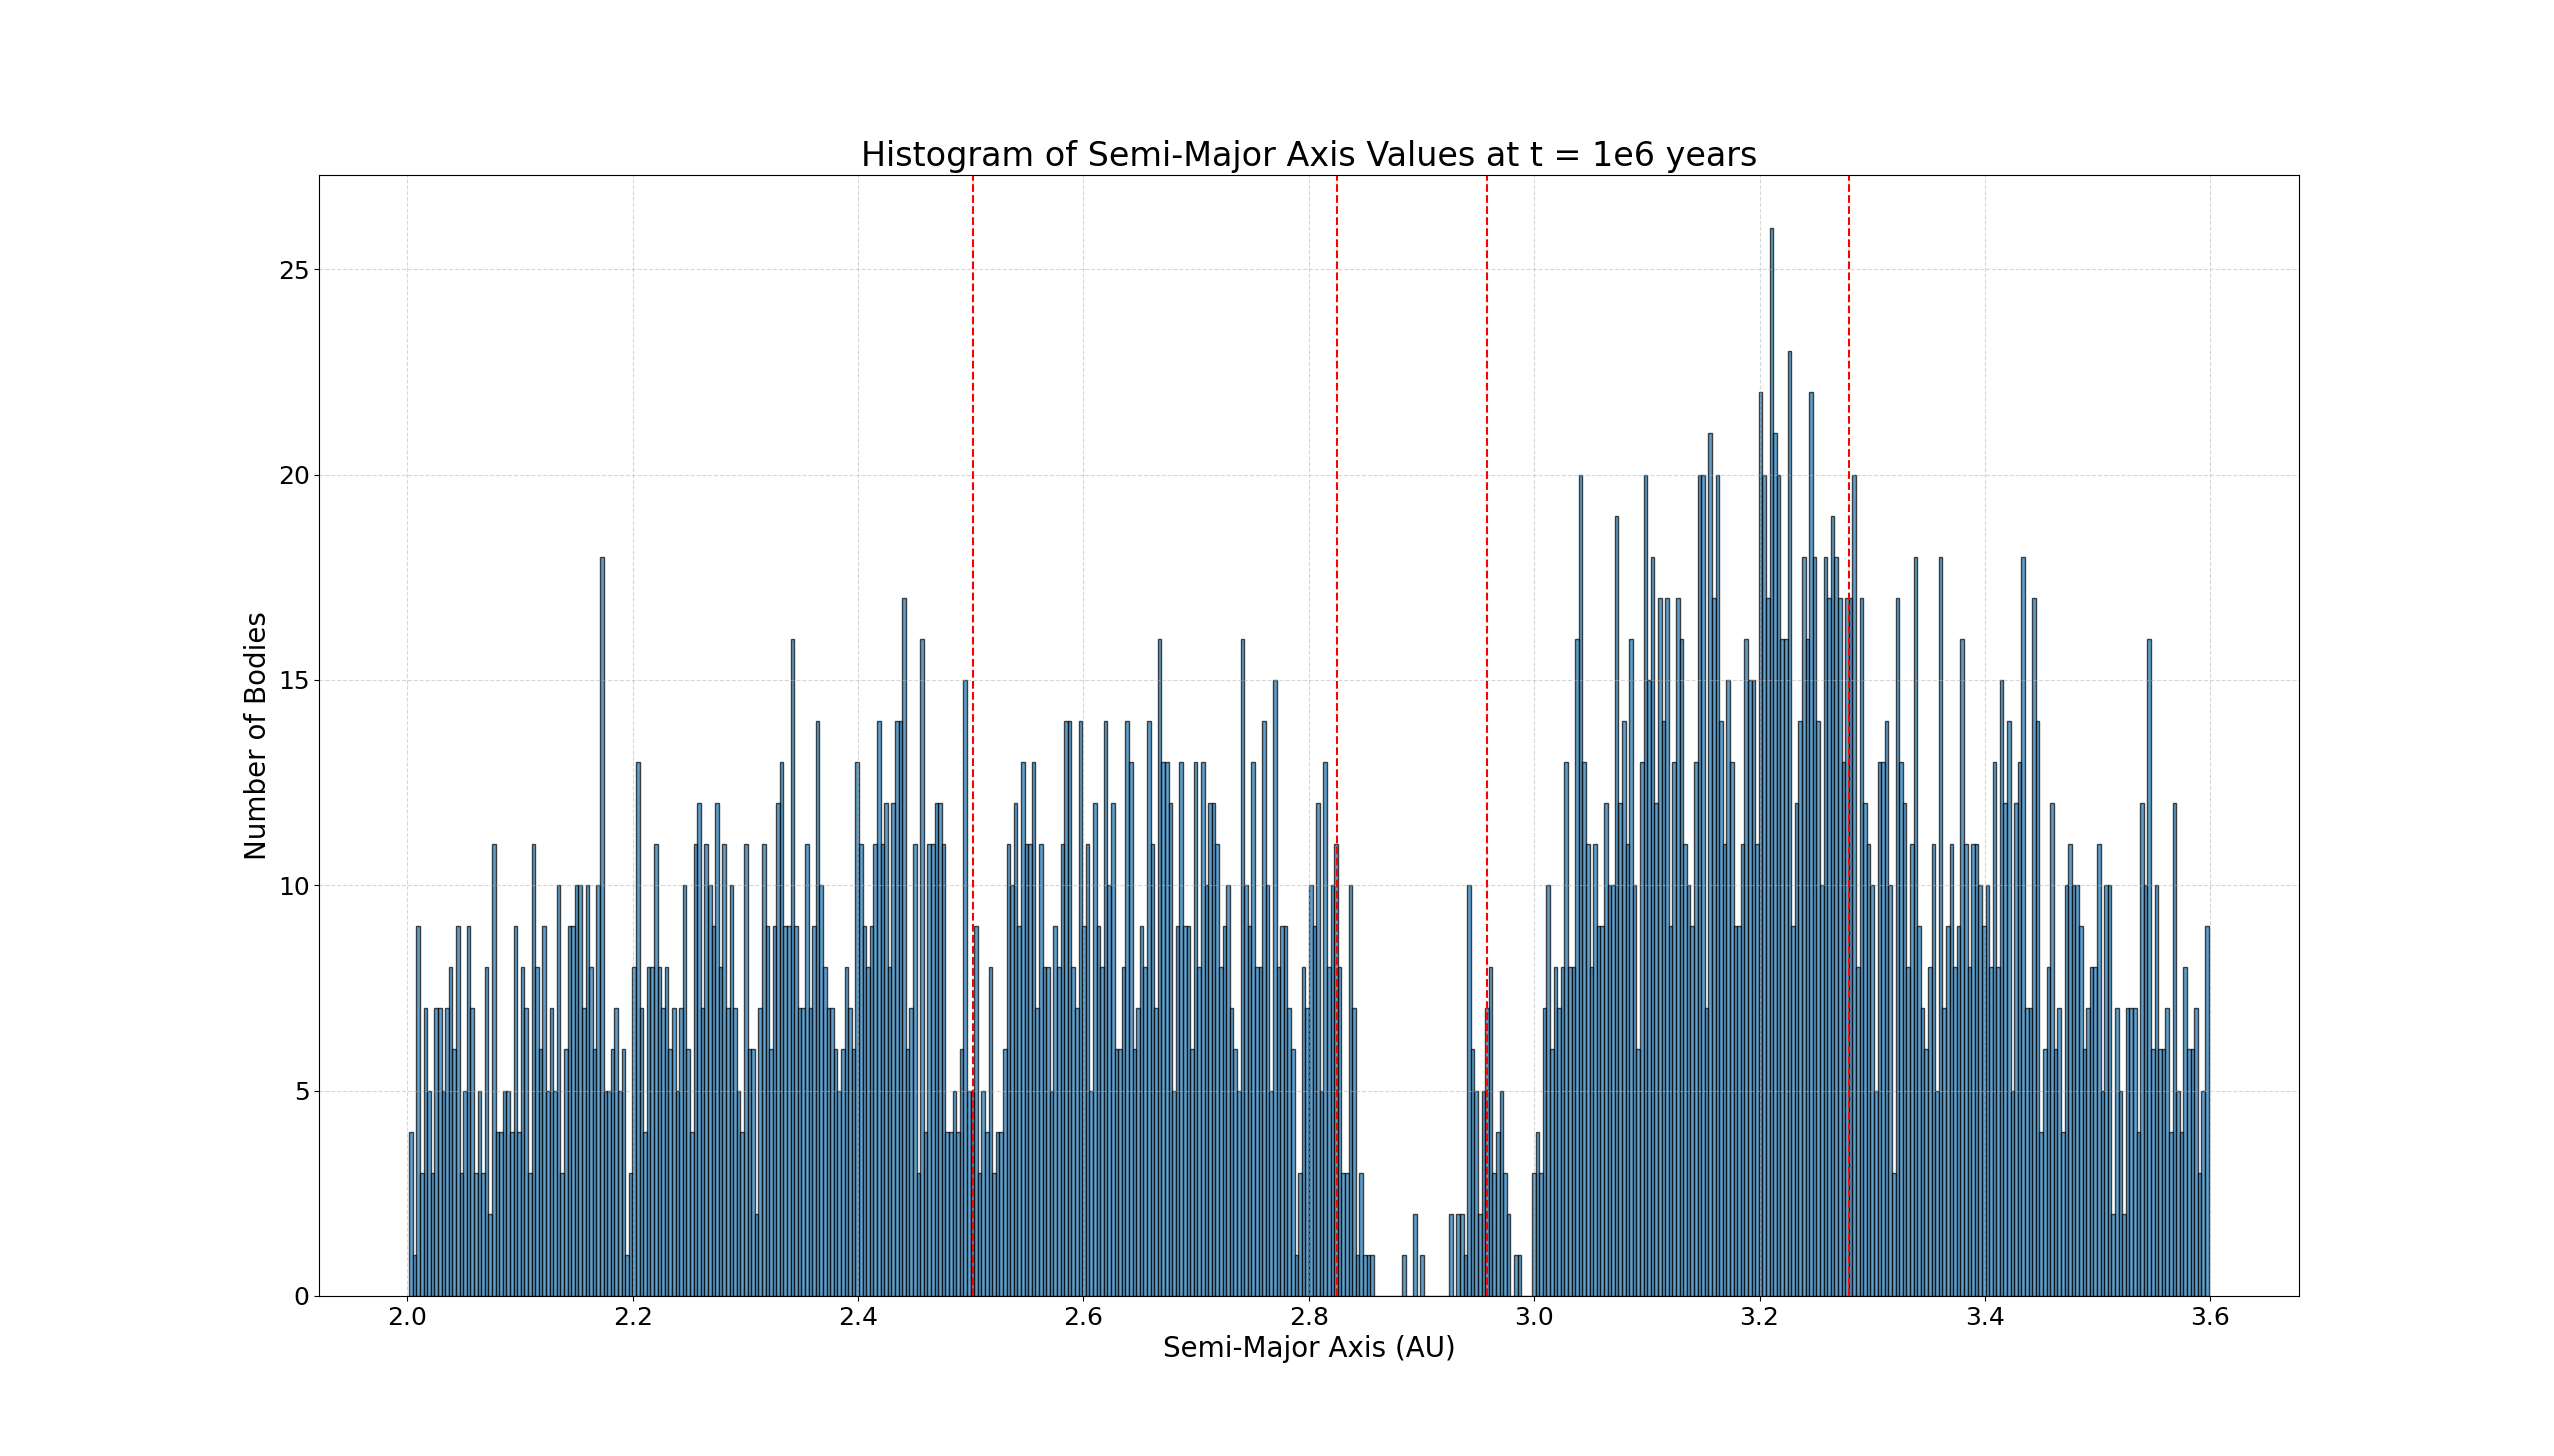 Histogram of Semi-Major Axis Values at t = 1e6 years
Number of Bodies
25
20
15
10
5
0
2.0 2.2 2.4 2.6 2.8 3.0 3.2 3.4 3.6
Semi-Major Axis (AU)